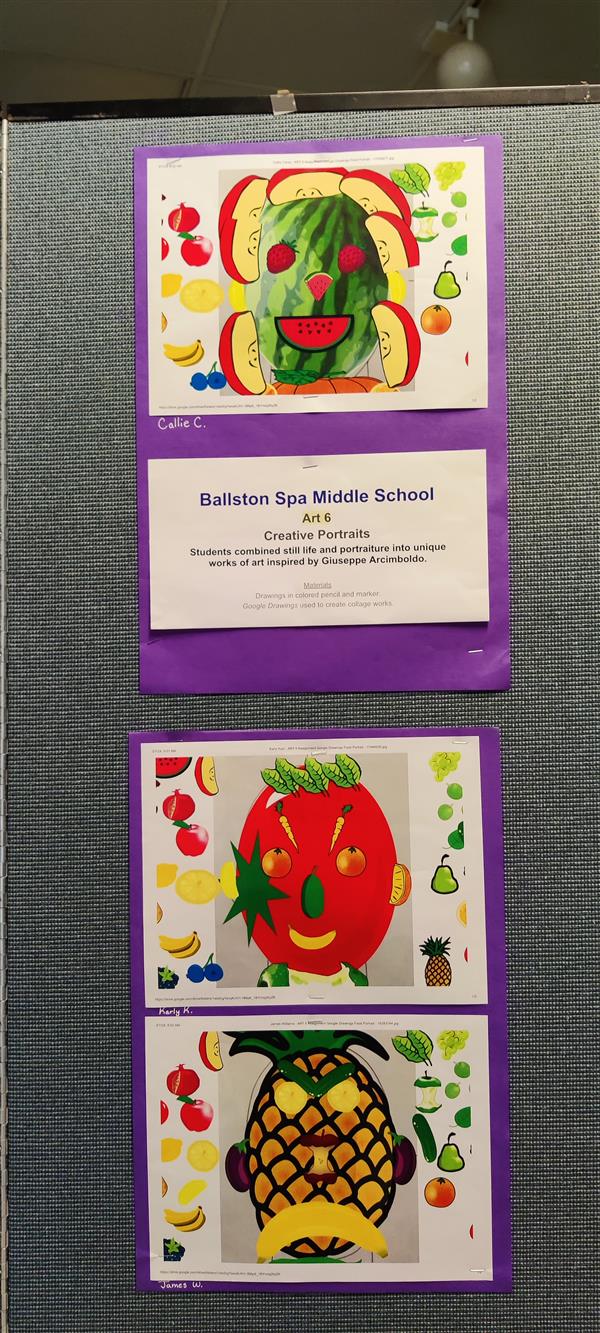 Callie C.
Ballston Spa Middle School
Art 6
Creative Portraits
Students combined still life and portraiture into unique
works of art inspired by Giuseppe Arcimboldo.
Materials
Drawings in colored pencil and marker.
Google Drawings used to create collage works.
Karly K.
James W.